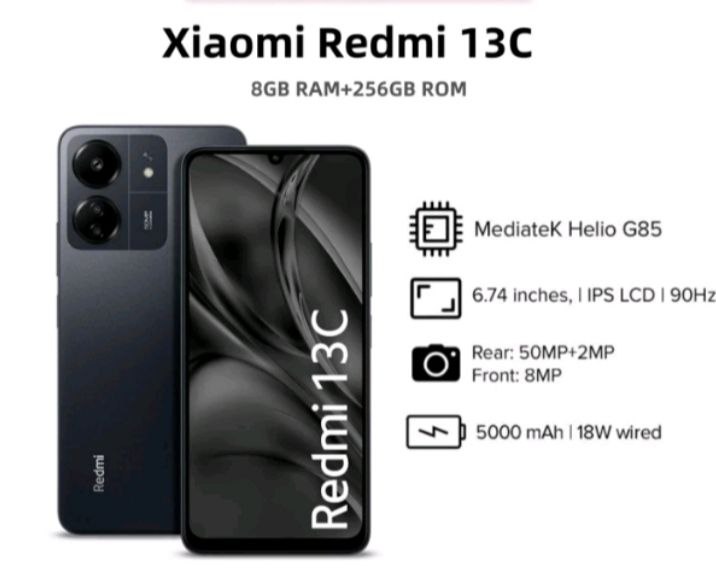 Xiaomi Redmi 13C
8GB RAM+256GB ROM
50MP
Redmi
Redmi 13C
MediateK Helio G85
6.74 inches, | IPS LCD | 90Hz
Rear: 50MP+2MP
Front: 8MP
5000 mAh | 18W wired